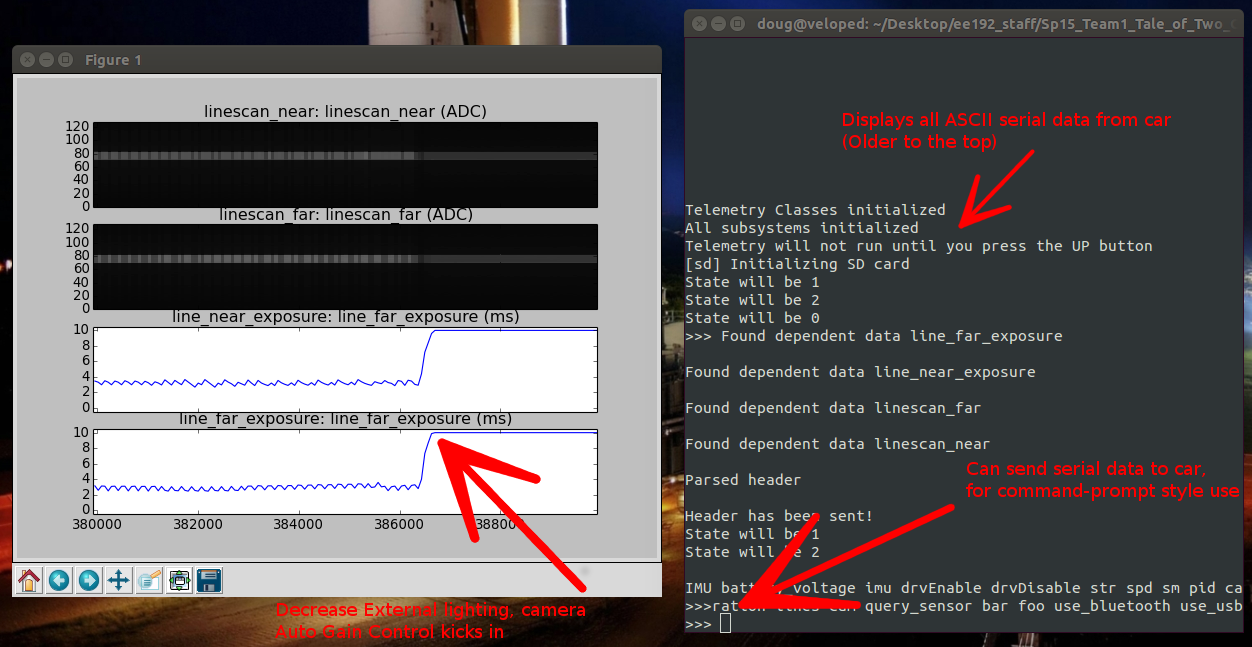 Figure 1
linescan_near: linescan_near (ADC)
120
100
80
60
40
20
0
linescan_far: linescan_far (ADC)
120
100
80
60
40
20
0
line_near_exposure: line_far_exposure (ms)
10
8
6
4
2
0
line_far_exposure: line_far_exposure (ms)
10
8
6
4
2
0
380000 382000 384000 386000 388000
Decrease External lighting, camera
Auto Gain Control kicks in
doug@veloped: ~/Desktop/ee192_staff/Sp15_Team1_Tale_of_Two_
Displays all ASCII serial data from car
(Older to the top)
Telemetry Classes initialized
All subsystems initialized
Telemetry will not run until you press the UP button
[sd] Initializing SD card
State will be 1
State will be 2
State will be 0
>>> Found dependent data line_far_exposure
Found dependent data line_near_exposure
Found dependent data linescan_far
Found dependent data linescan_near
Can send serial data to car,
for command-prompt style use
Parsed header
Header has been sent!
State will be 1
State will be 2
IMU battery_voltage imu drvEnable drvDisable str spd sm pid ca
>>> query_sensor bar foo use_bluetooth use_usb
>>>